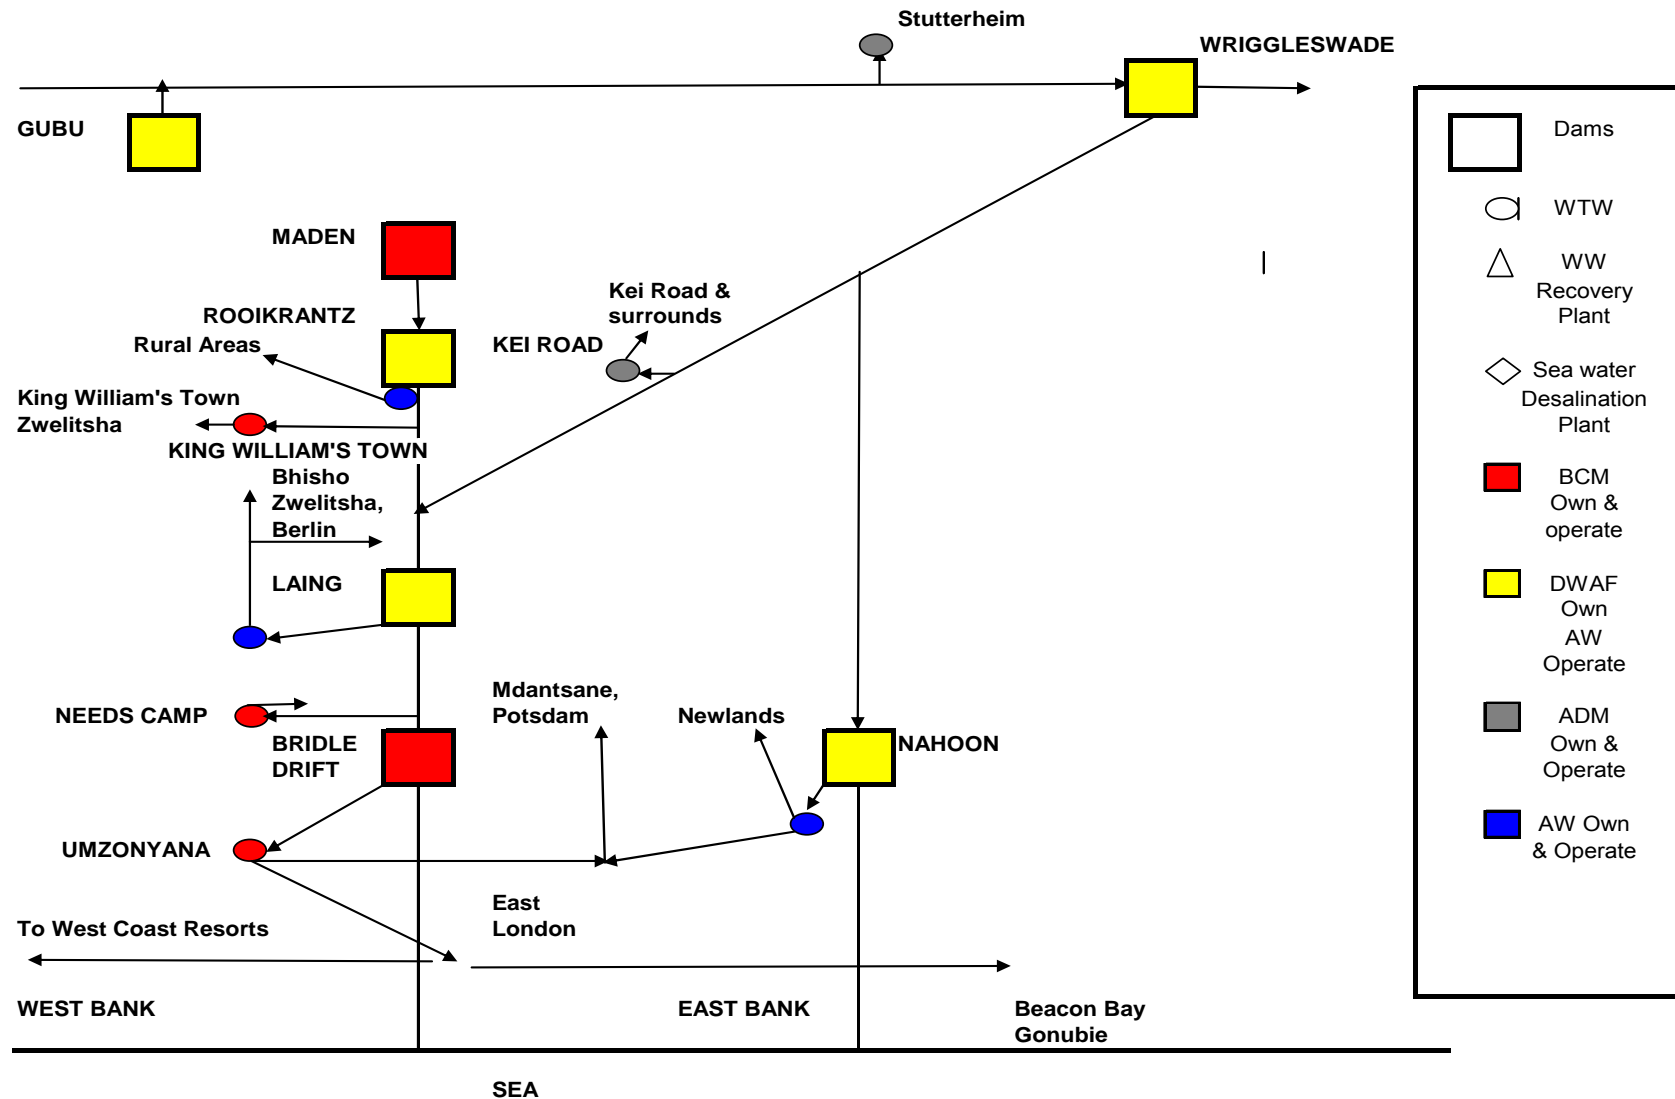 Stutterheim
WRIGGLESWADE
GUBU
MADEN
ROOIKRANTZ
Rural Areas
King William's Town
Zwelitsha
KING WILLIAM'S TOWN
Bhisho
Zwelitsha,
Berlin
Kei Road &
surrounds
KEI ROAD
LAING
NEEDS CAMP
BRIDLE
DRIFT
Mdantsane,
Potsdam
Newlands
NAHOON
UMZONYANA
East
London
To West Coast Resorts
WEST BANK
EAST BANK
Beacon Bay
Gonubie
SEA
Dams
WTW
WW
Recovery
Plant
Sea water
Desalination
Plant
BCM
Own &
operate
DWAF
Own
AW
Operate
ADM
Own &
Operate
AW Own
& Operate